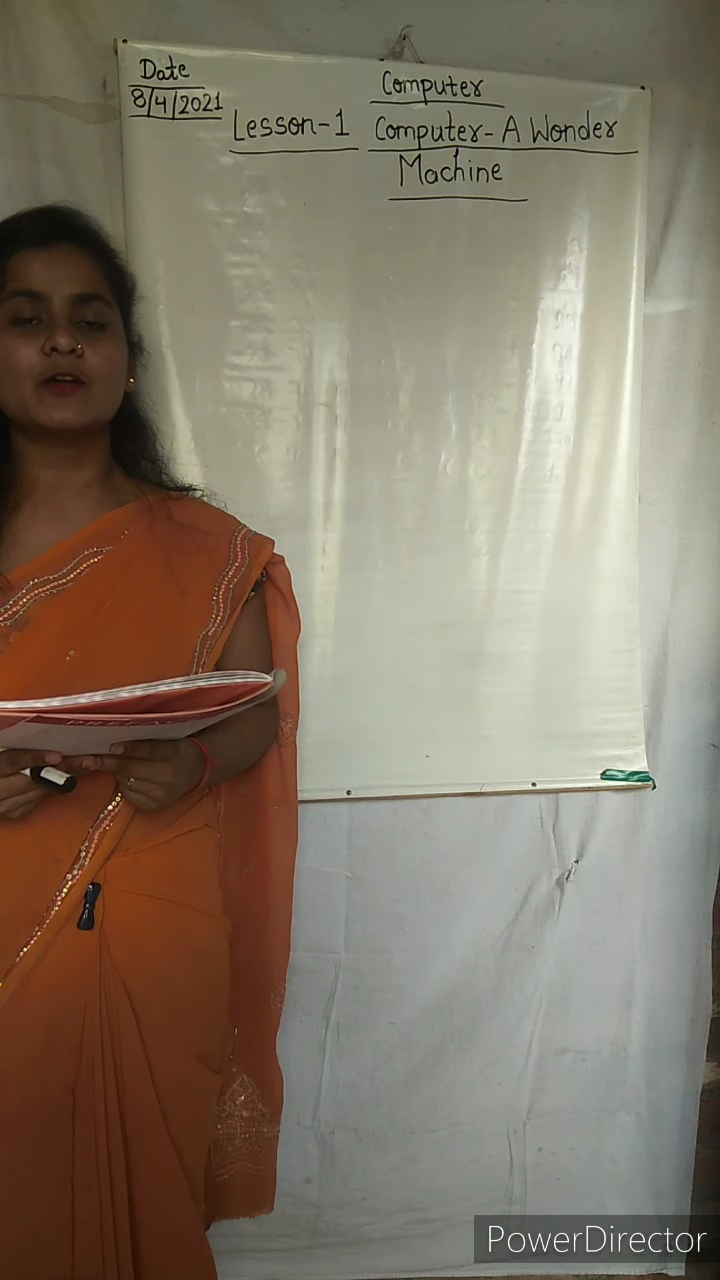 Date
8/4/2021
Computer
Lesson-1 Computer- A Wonder
Machine
PowerDirector